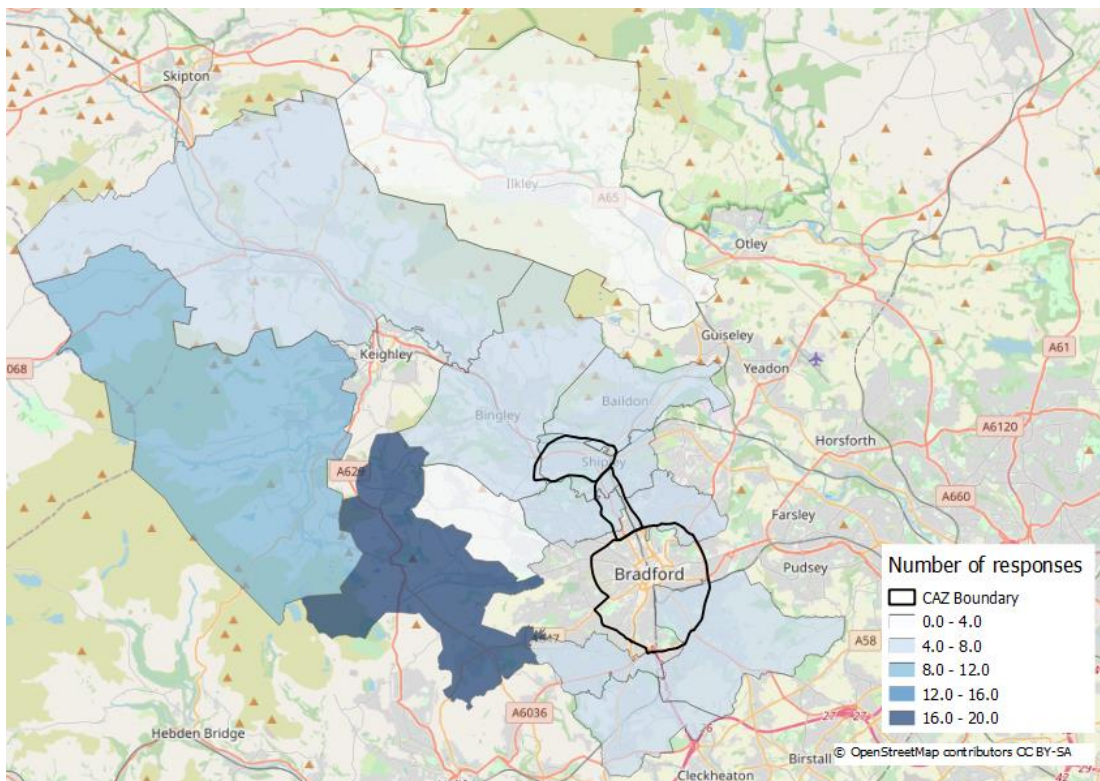 Skipton
Ilkley
A65
Otley
Guiseley
Yeadon
A61
068
Keighley
Bingley
Baildon
Horsforth
A6120
Shipley
A629
A660
Farsley
Bradford
Pudsey
Number of responses
CAZ Boundary
0.0 - 4.0
4.0 - 8.0
8.0 - 12.0
12.0 - 16.0
16.0 - 20.0
A58
A6036
Hebden Bridge
27
Birstall
Cleckheaton
© OpenStreetMap contributors CC BY-SA